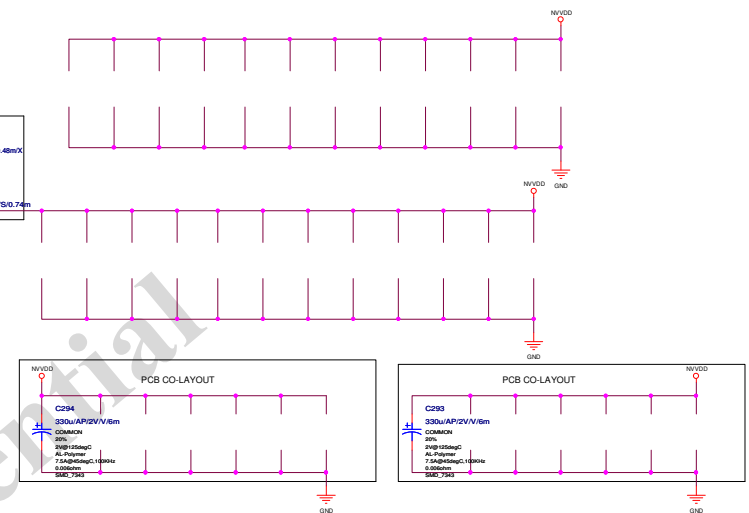 NVVDD
.48m/X
GND
NVVDD
/S/0.74m
GND
NVVDD
PCB CO-LAYOUT
C294
330u/AP/2V/V/6m
COMMON
20%
2V@125degC
AL-Polymer
7.5A@45degC,100KHz
0.006ohm
SMD_7343
GND
NVVDD
PCB CO-LAYOUT
C293
330u/AP/2V/V/6m
COMMON
20%
2V@125degC
AL-Polymer
7.5A@45degC,100KHz
0.006ohm
SMD_7343
GND
ential